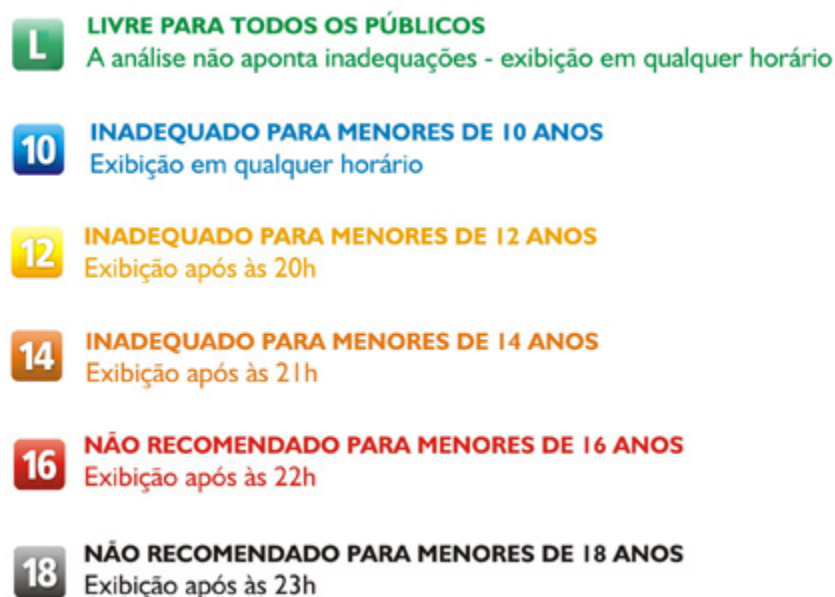 L
LIVRE PARA TODOS OS PÚBLICOS
A análise não aponta inadequações - exibição em qualquer horário
10
INADEQUADO PARA MENORES DE 10 ANOS
Exibição em qualquer horário
12
INADEQUADO PARA MENORES DE 12 ANOS
Exibição após às 20h
14
INADEQUADO PARA MENORES DE 14 ANOS
Exibição após às 21h
16
NÃO RECOMENDADO PARA MENORES DE 16 ANOS
Exibição após às 22h
18
NÃO RECOMENDADO PARA MENORES DE 18 ANOS
Exibição após às 23h